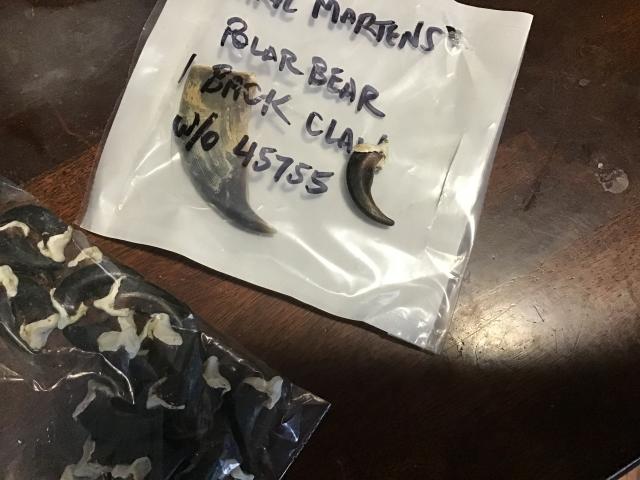 MARTENS
POLAR BEAR
1 BACK CLAW
W/O 45755